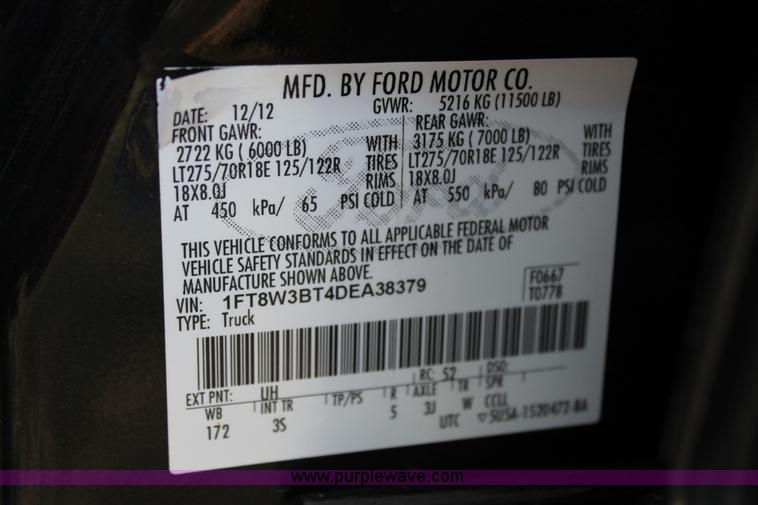 MFD. BY FORD MOTOR CO.
DATE: 12/12 GVWR: 5216 KG (11500 LB)
FRONT GAWR: REAR GAWR:
2722 KG (6000 LB) WITH 3175 KG (7000 LB) WITH
LT275/70R18E 125/122R TIRES LT275/70R18E 125/122R TIRES
18X8.0J RIMS 18X8.0J RIMS
AT 450 kPa/ 65 PSI COLD AT 550 kPa/ 80 PSI COLD
THIS VEHICLE CONFORMS TO ALL APPLICABLE FEDERAL MOTOR
VEHICLE SAFETY STANDARDS IN EFFECT ON THE DATE OF
MANUFACTURE SHOWN ABOVE.
VIN: 1FT8W3BT4DEA38379 F0667
TYPE: Truck T0778
EXT PNT: UH RC: 52 DSO:
WB INT TR TP/PS R AXLE TR SPR
172 3S 5 3J W CCLL
UTC
www.purplewave.com